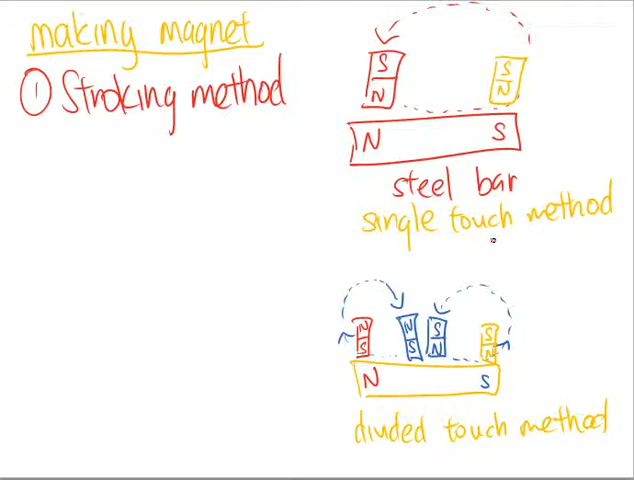 making magnet
① Stroking method
S
N
S
N
N S
steel bar
single touch method
N
S
N
S
S
N
S
N
N S
divided touch method